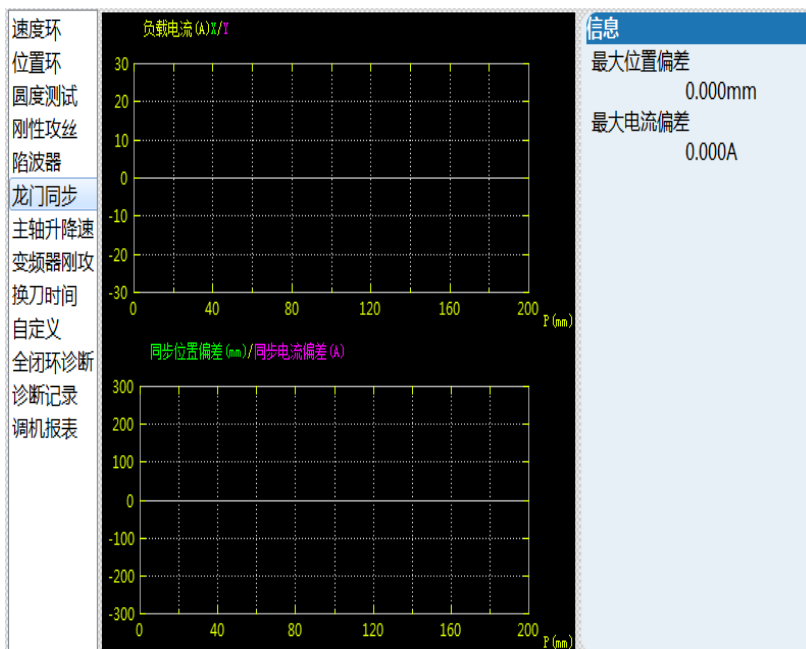 速度环
位置环
圆度测试
刚性攻丝
陷波器
龙门同步
主轴升降速
变频器刚攻
换刀时间
自定义
全闭环诊断
诊断记录
调机报表
负载电流(A)X/Y
30
20
10
0
-10
-20
-30
0 40 80 120 160 200
P(mm)
同步位置偏差(mm)/同步电流偏差(A)
300
200
100
0
-100
-200
-300
0 40 80 120 160 200
P(mm)
信息
最大位置偏差
0.000mm
最大电流偏差
0.000A